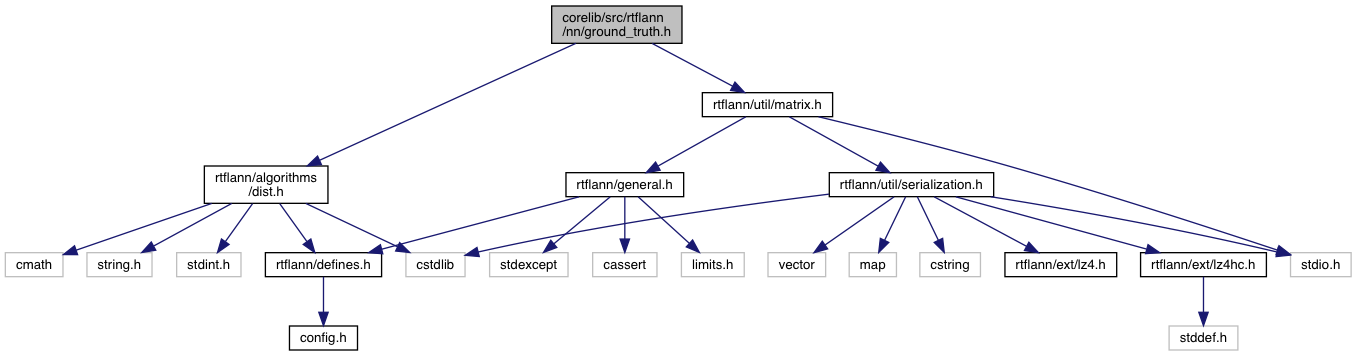 corelib/src/rtflann
/nn/ground_truth.h
rtflann/util/matrix.h
rtflann/algorithms
/dist.h
rtflann/general.h
rtflann/util/serialization.h
cmath
string.h
stdint.h
rtflann/defines.h
cstdlib
stdexcept
cassert
limits.h
vector
map
cstring
rtflann/ext/lz4.h
rtflann/ext/lz4hc.h
stdio.h
config.h
stddef.h